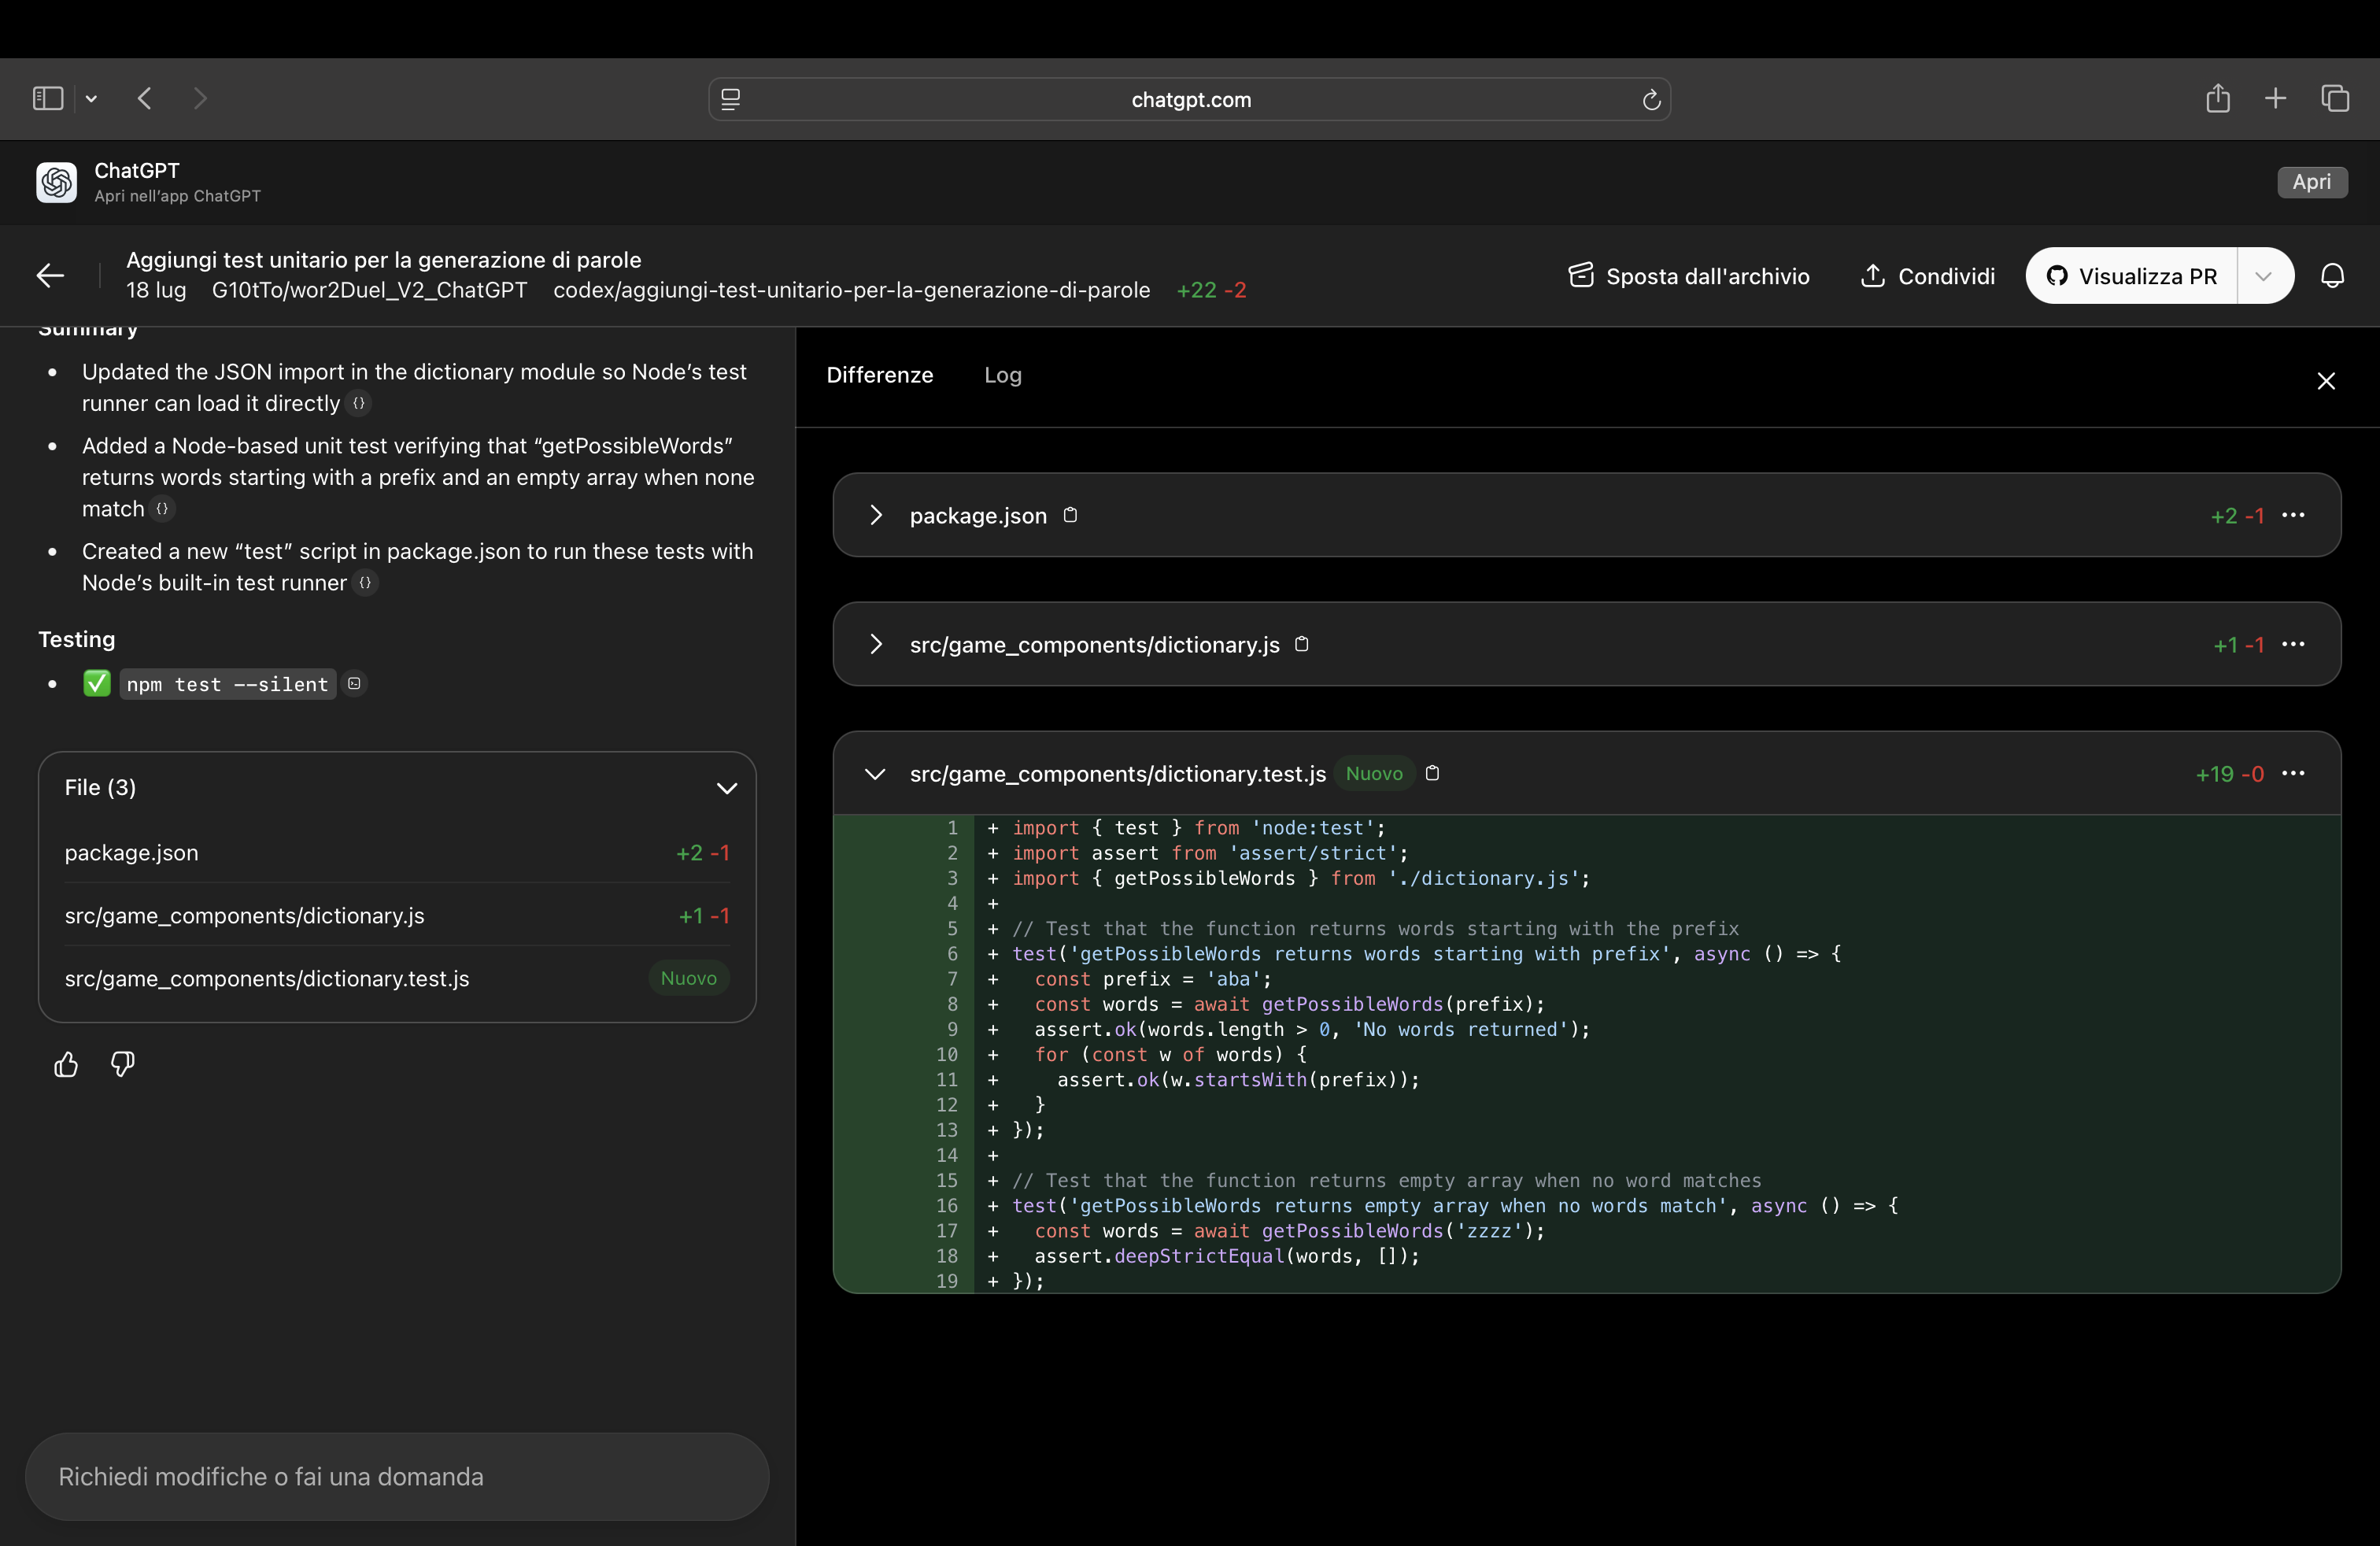 chatgpt.com
ChatGPT
Apri nell'app ChatGPT
Apri
Aggiungi test unitario per la generazione di parole
18 lug G10tTo/wor2Duel_V2_ChatGPT codex/aggiungi-test-unitario-per-la-generazione-di-parole +22 -2
Sposta dall'archivio
Condividi
Visualizza PR
Summary
• Updated the JSON import in the dictionary module so Node’s test
runner can load it directly {}
• Added a Node-based unit test verifying that “getPossibleWords”
returns words starting with a prefix and an empty array when none
match {}
• Created a new “test” script in package.json to run these tests with
Node’s built-in test runner {}
Testing
• ✅ npm test --silent
File (3)
package.json +2 -1
src/game_components/dictionary.js +1 -1
src/game_components/dictionary.test.js Nuovo
Richiedi modifiche o fai una domanda
Differenze Log
package.json +2 -1
src/game_components/dictionary.js +1 -1
src/game_components/dictionary.test.js Nuovo +19 -0
1 + import { test } from 'node:test';
2 + import assert from 'assert/strict';
3 + import { getPossibleWords } from './dictionary.js';
4 +
5 + // Test that the function returns words starting with the prefix
6 + test('getPossibleWords returns words starting with prefix', async () => {
7 +   const prefix = 'aba';
8 +   const words = await getPossibleWords(prefix);
9 +   assert.ok(words.length > 0, 'No words returned');
10 +   for (const w of words) {
11 +     assert.ok(w.startsWith(prefix));
12 +   }
13 + });
14 +
15 + // Test that the function returns empty array when no word matches
16 + test('getPossibleWords returns empty array when no words match', async () => {
17 +   const words = await getPossibleWords('zzzz');
18 +   assert.deepStrictEqual(words, []);
19 + });